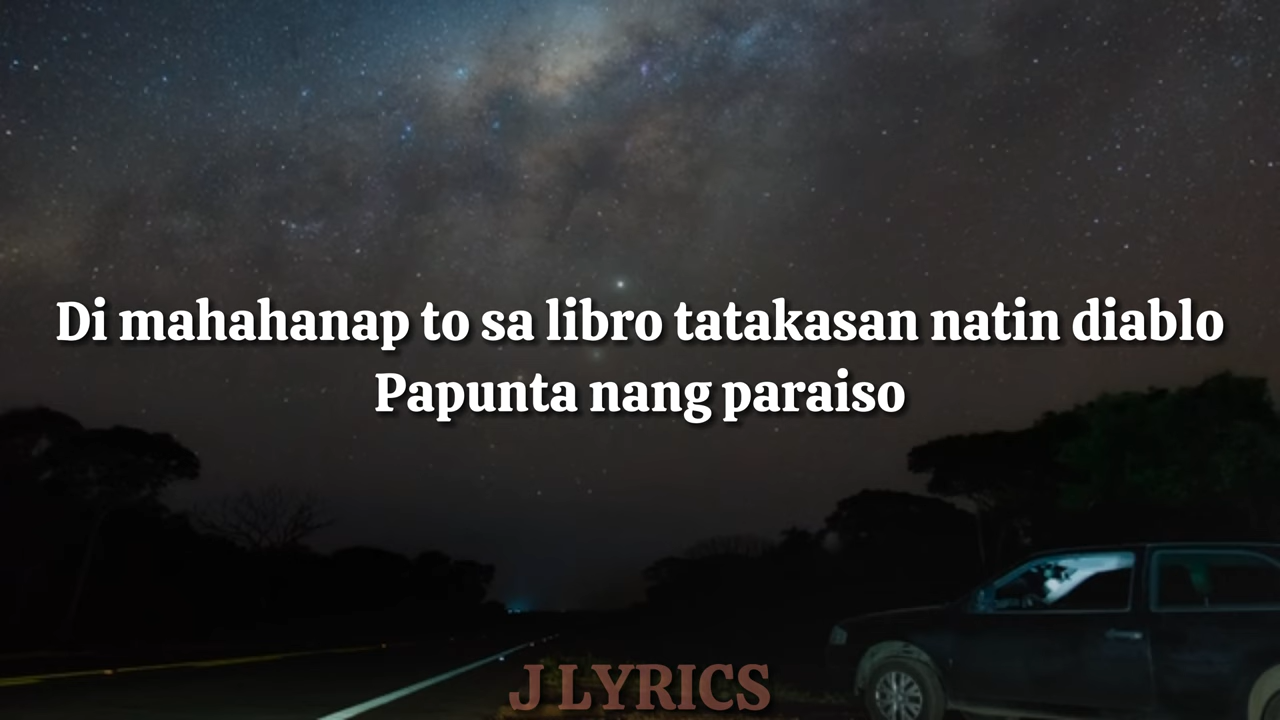 Di mahahanap to sa libro tatakasan natin diablo
Papunta nang paraiso
J LYRICS